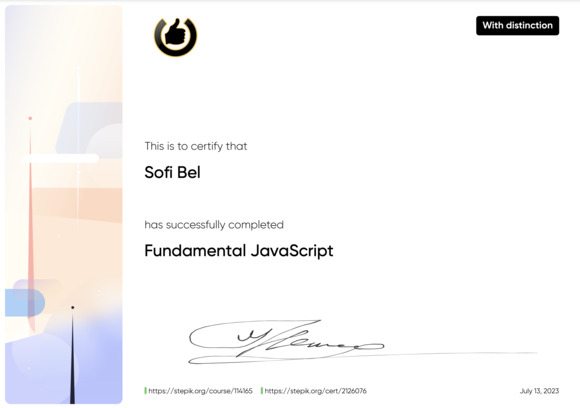 With distinction
This is to certify that
Sofi Bel
has successfully completed
Fundamental JavaScript
https://stepik.org/course/114165 https://stepik.org/cert/2126076 July 13, 2023